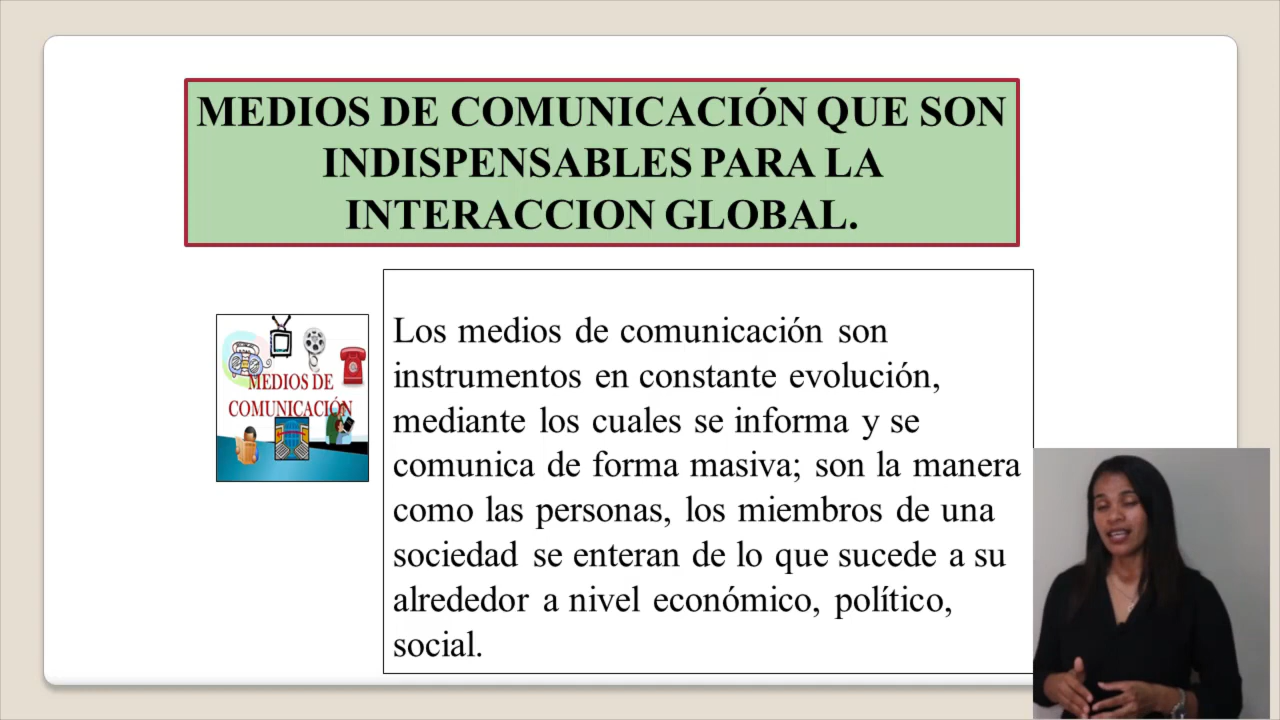 MEDIOS DE COMUNICACIÓN QUE SON
INDISPENSABLES PARA LA
INTERACCION GLOBAL.
MEDIOS DE
COMUNICACIÓN
Los medios de comunicación son
instrumentos en constante evolución,
mediante los cuales se informa y se
comunica de forma masiva; son la manera
como las personas, los miembros de una
sociedad se enteran de lo que sucede a su
alrededor a nivel económico, político,
social.